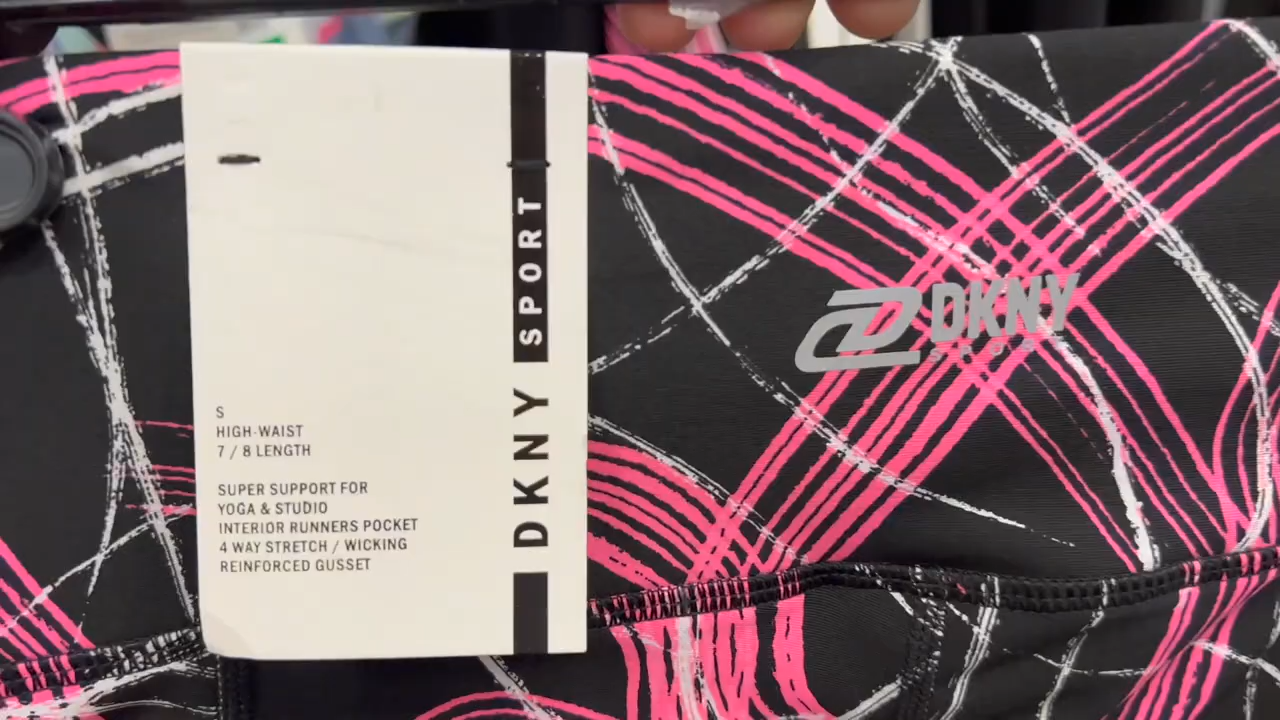 S
HIGH-WAIST
7 / 8 LENGTH
SUPER SUPPORT FOR
YOGA & STUDIO
INTERIOR RUNNERS POCKET
4 WAY STRETCH / WICKING
REINFORCED GUSSET
DKNY SPORT
DKNY
SPORT